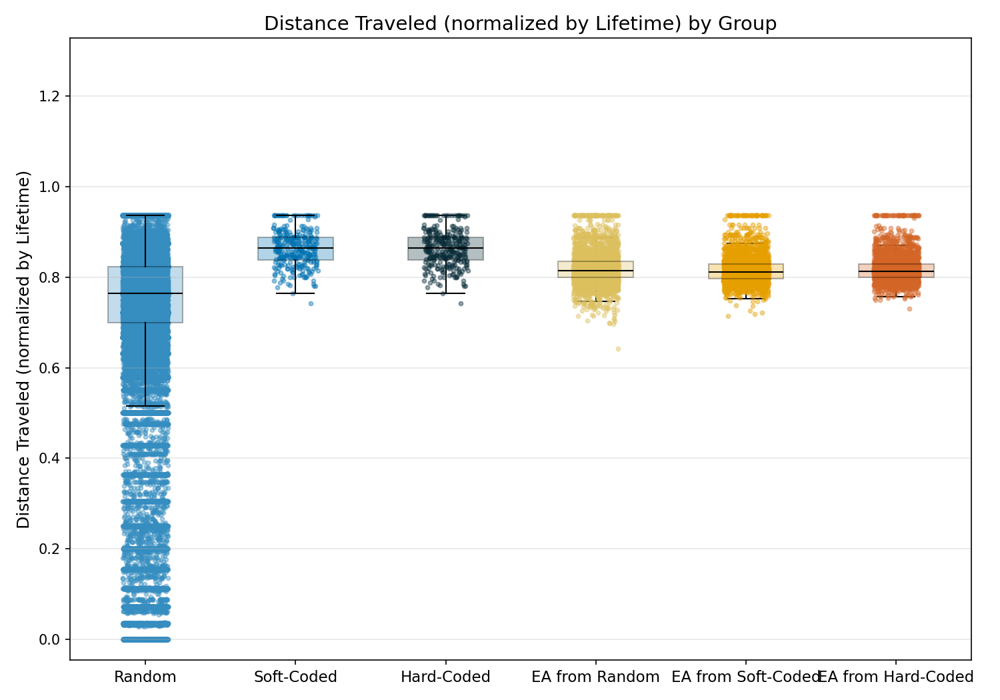 Distance Traveled (normalized by Lifetime) by Group
Distance Traveled (normalized by Lifetime)
1.2
1.0
0.8
0.6
0.4
0.2
0.0
Random Soft-Coded Hard-Coded EA from Random EA from Soft-Coded EA from Hard-Coded